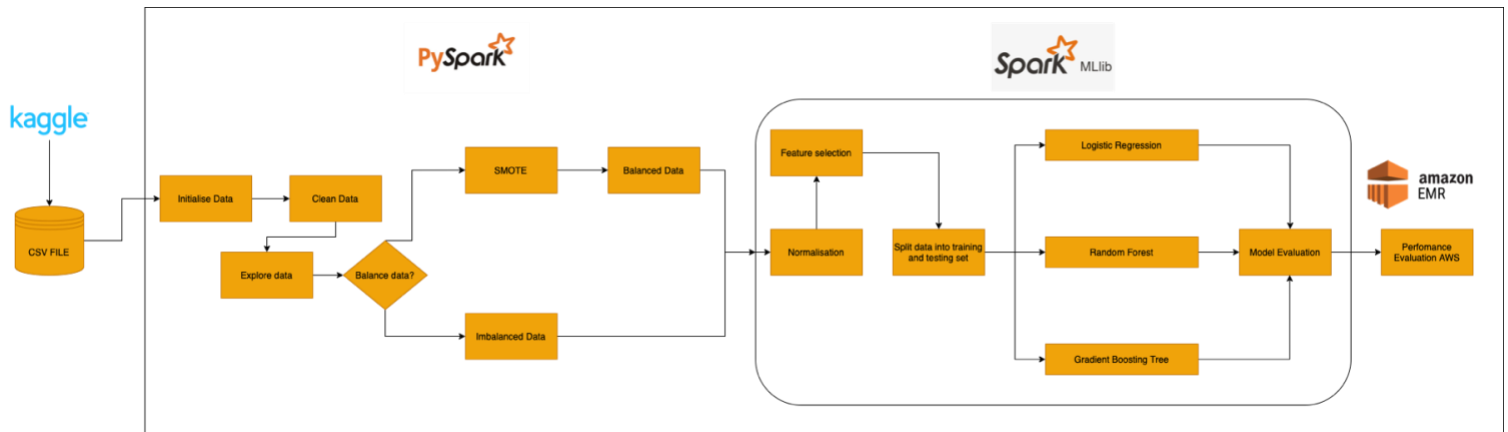 PySpark
Spark MLlib
kaggle
CSV FILE
Initialise Data
Clean Data
Explore data
Balance data?
SMOTE
Balanced Data
Imbalanced Data
Feature selection
Normalisation
Split data into training
and testing set
Logistic Regression
Random Forest
Gradient Boosting Tree
Model Evaluation
amazon
EMR
Perfomance
Evaluation AWS